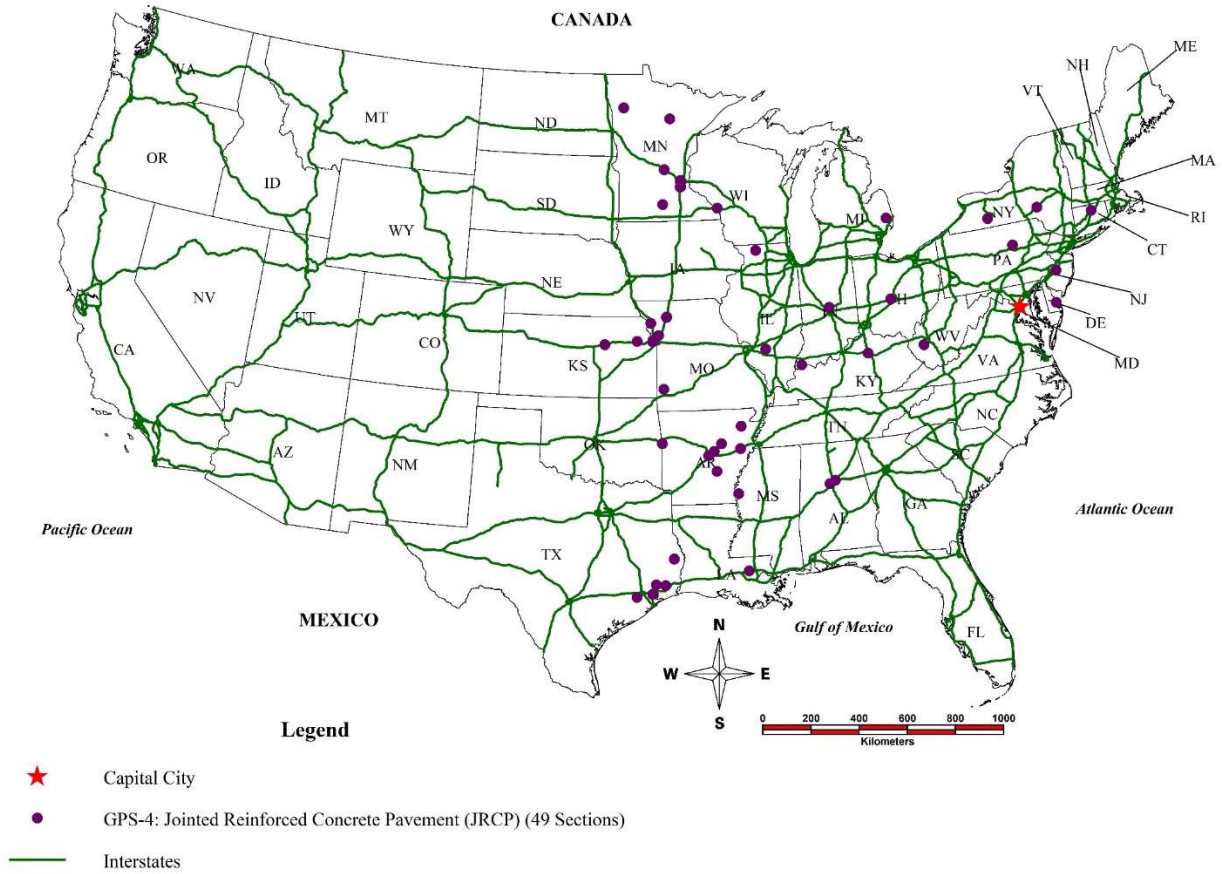 CANADA
ME
NH
VT
WA
MT
ND
MN
OR
ID
SD
WI
MI
NY
MA
RI
CT
WY
IA
PA
NE
NV
UT
CO
IL
NJ
DE
WV
MD
CA
KS
MO
KY
VA
NC
TN
AZ
NM
OK
AR
SC
MS
AL
GA
Pacific Ocean
Atlantic Ocean
TX
LA
MEXICO
Gulf of Mexico
FL
N
W
E
S
0 200 400 600 800 1000
Kilometers
Legend
Capital City
GPS-4: Jointed Reinforced Concrete Pavement (JRCP) (49 Sections)
Interstates